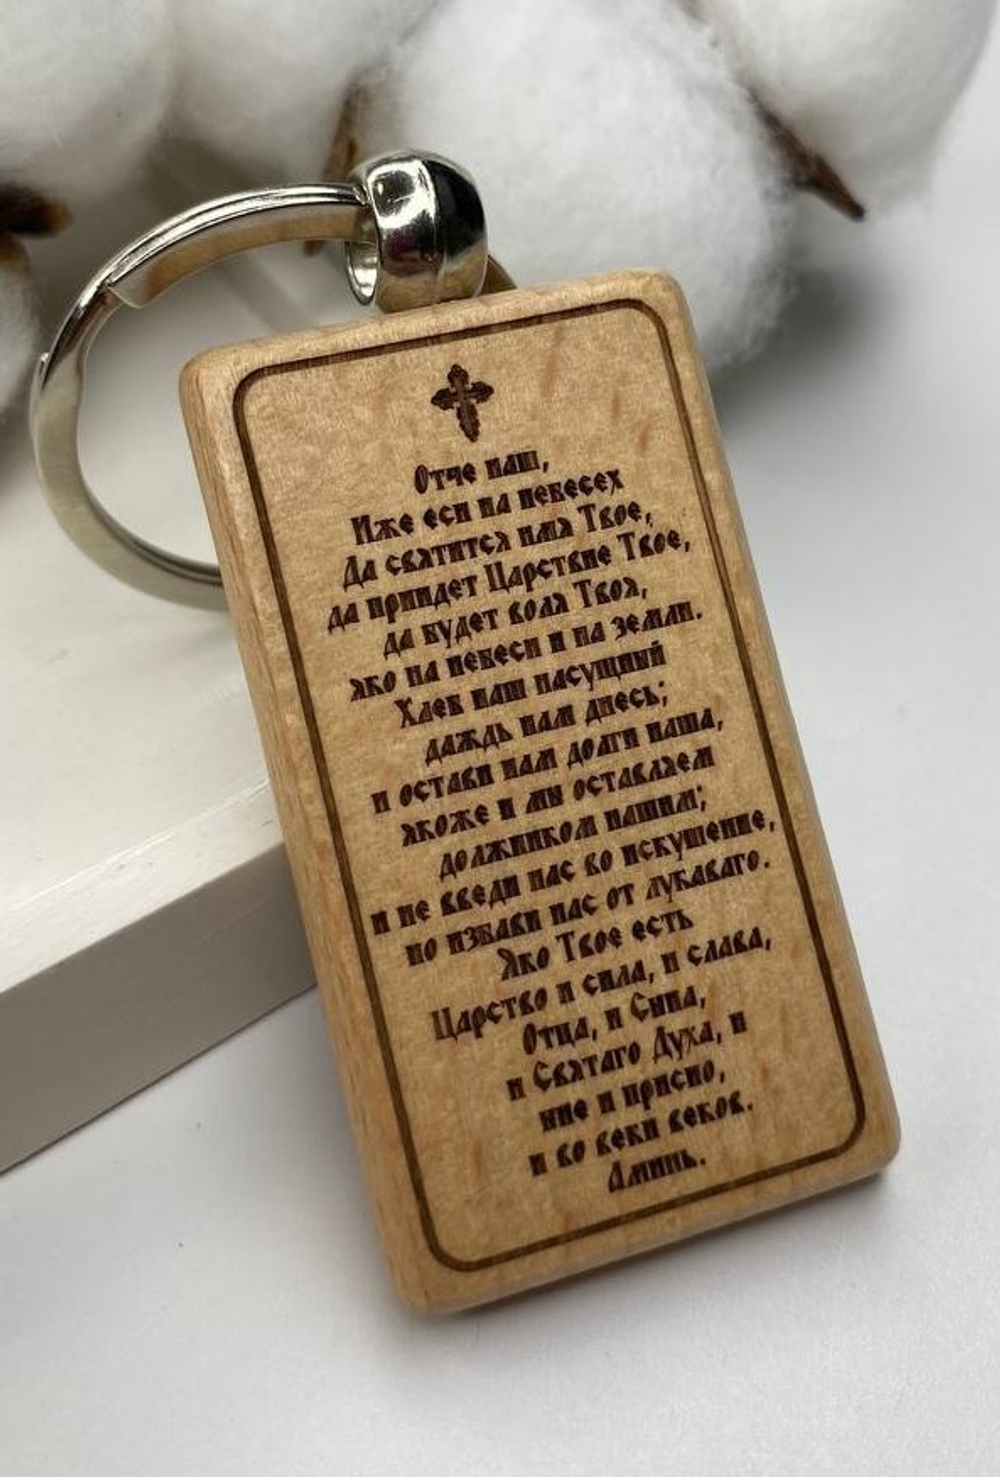 Отче наш,
Иже еси на небесех
Да святится имя Твое,
да приидет Царствие Твое,
да будет воля Твоя,
яко на небеси и на земли.
Хлеб наш насущный
даждь нам днесь;
и остави нам долги наша,
якоже и мы оставляем
должником нашим;
и не введи нас во искушение,
но избави нас от лукаваго.
Яко Твое есть
Царство и сила, и слава,
Отца, и Сына,
и Святаго Духа, и
ные и присно,
и во веки веков.
Аминь.